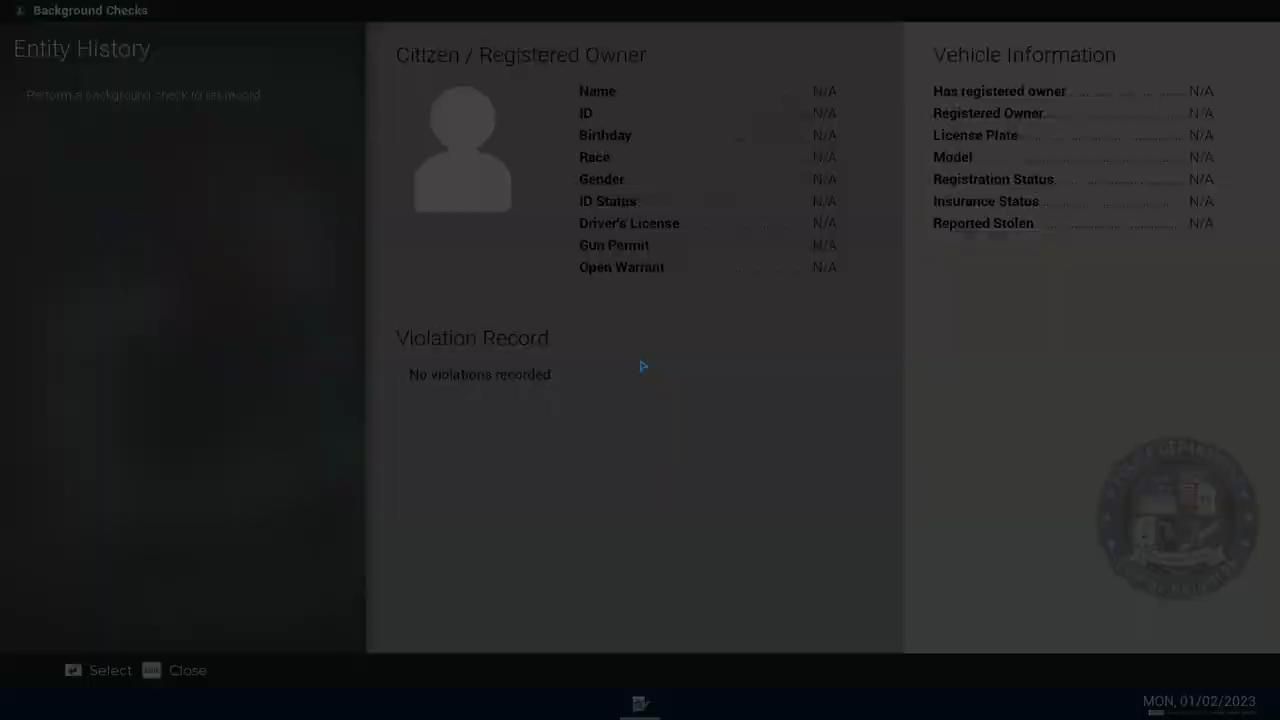 Background Checks
Entity History
Perform a background check to set record
Citizen / Registered Owner
Name N/A
ID N/A
Birthday N/A
Race N/A
Gender N/A
ID Status N/A
Driver's License N/A
Gun Permit N/A
Open Warrant N/A
Violation Record
No violations recorded
Vehicle Information
Has registered owner N/A
Registered Owner N/A
License Plate N/A
Model N/A
Registration Status N/A
Insurance Status N/A
Reported Stolen N/A
Select
Close
MON, 01/02/2023